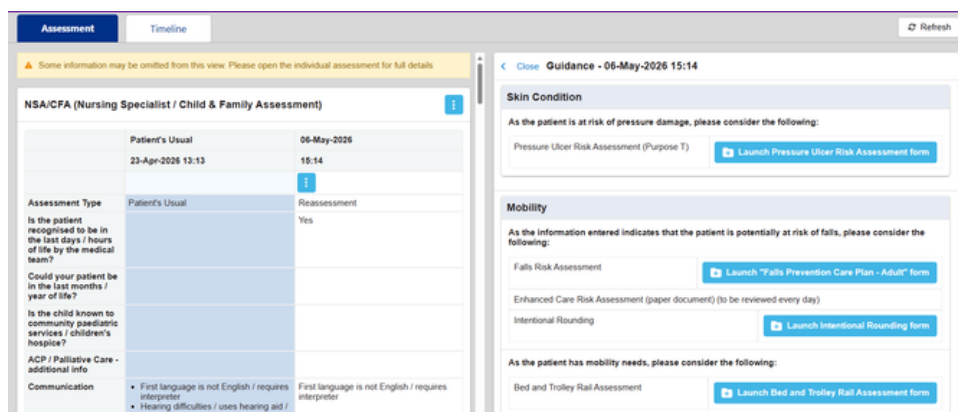 Assessment
Timeline
Refresh
Some information may be omitted from this view. Please open the individual assessment for full details
NSA/CFA (Nursing Specialist / Child & Family Assessment)
Patient's Usual
06-May-2026
23-Apr-2026 13:13
15:14
Assessment Type
Patient's Usual
Reassessment
Is the patient
recognised to be in
the last days / hours
of life by the medical
team?
Yes
Could your patient be
in the last months /
year of life?
Is the child known to
community paediatric
services / children's
hospice?
ACP / Palliative Care -
additional info
Communication
• First language is not English / requires
interpreter
• Hearing difficulties / uses hearing aid /
First language is not English / requires
interpreter
Close Guidance - 06-May-2026 15:14
Skin Condition
As the patient is at risk of pressure damage, please consider the following:
Pressure Ulcer Risk Assessment (Purpose T)
Launch Pressure Ulcer Risk Assessment form
Mobility
As the information entered indicates that the patient is potentially at risk of falls, please consider the
following:
Falls Risk Assessment
Launch "Falls Prevention Care Plan - Adult" form
Enhanced Care Risk Assessment (paper document) (to be reviewed every day)
Intentional Rounding
Launch Intentional Rounding form
As the patient has mobility needs, please consider the following:
Bed and Trolley Rail Assessment
Launch Bed and Trolley Rail Assessment form